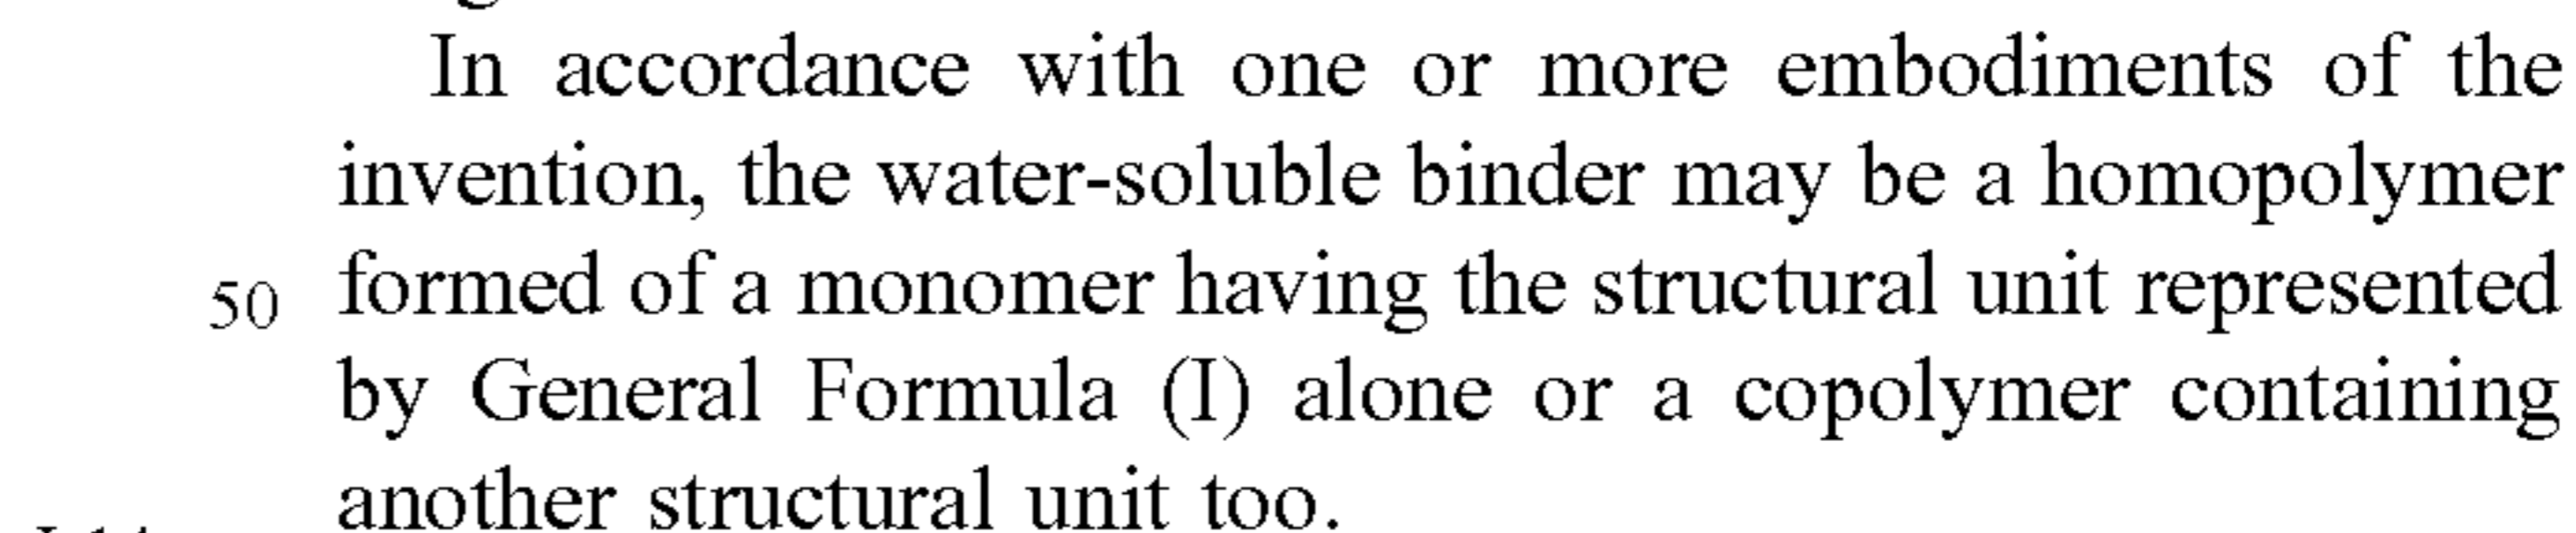 In accordance with one or more embodiments of the
invention, the water-soluble binder may be a homopolymer
50 formed of a monomer having the structural unit represented
by General Formula (I) alone or a copolymer containing
another structural unit too.